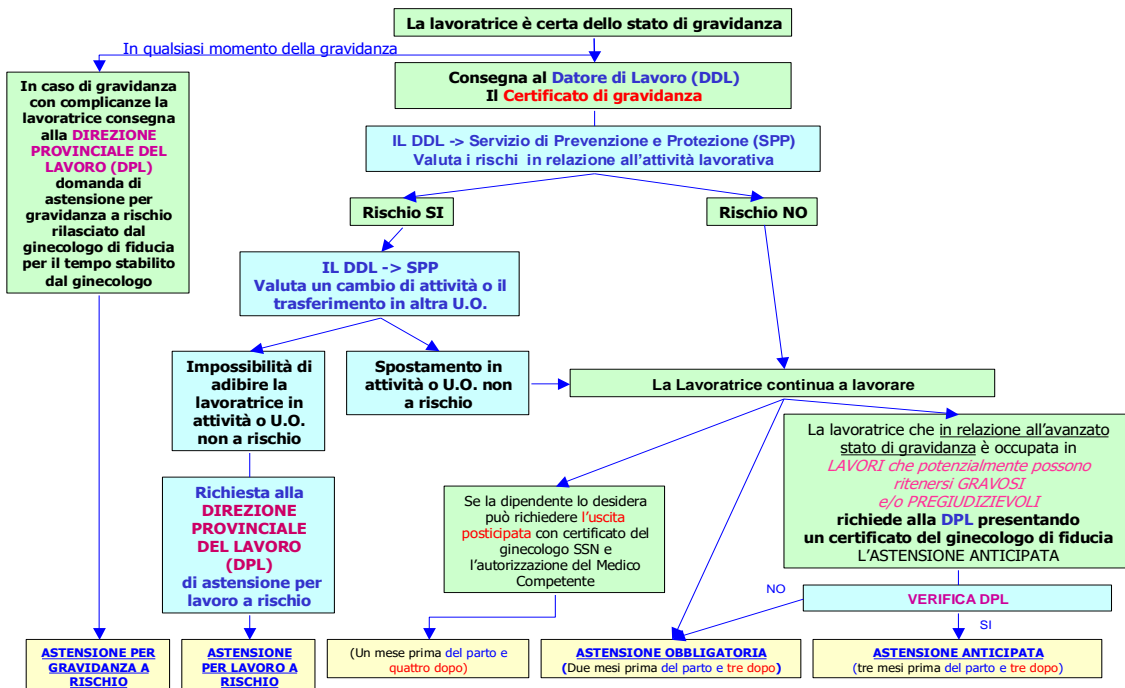 La lavoratrice è certa dello stato di gravidanza
In qualsiasi momento della gravidanza
In caso di gravidanza
con complicanze la
lavoratrice consegna
alla DIREZIONE
PROVINCIALE DEL
LAVORO (DPL)
domanda di
astensione per
gravidanza a rischio
rilasciato dal
ginecologo di fiducia
per il tempo stabilito
dal ginecologo
Consegna al Datore di Lavoro (DDL)
Il Certificato di gravidanza
IL DDL -> Servizio di Prevenzione e Protezione (SPP)
Valuta i rischi in relazione all'attività lavorativa
Rischio SI
Rischio NO
IL DDL -> SPP
Valuta un cambio di attività o il
trasferimento in altra U.O.
Impossibilità di
adibire la
lavoratrice in
attività o U.O.
non a rischio
Spostamento in
attività o U.O. non
a rischio
La Lavoratrice continua a lavorare
Richiesta alla
DIREZIONE
PROVINCIALE
DEL LAVORO
(DPL)
di astensione per
lavoro a rischio
Se la dipendente lo desidera
può richiedere l'uscita
posticipata con certificato del
ginecologo SSN e
l'autorizzazione del Medico
Competente
La lavoratrice che in relazione all'avanzato
stato di gravidanza è occupata in
LAVORI che potenzialmente possono
ritenersi GRAVOSI
e/o PREGIUDIZIEVOLI
richiede alla DPL presentando
un certificato del ginecologo di fiducia
L'ASTENSIONE ANTICIPATA
NO
VERIFICA DPL
SI
ASTENSIONE PER
GRAVIDANZA A
RISCHIO
ASTENSIONE
PER LAVORO A
RISCHIO
(Un mese prima del parto e
quattro dopo)
ASTENSIONE OBBLIGATORIA
(Due mesi prima del parto e tre dopo)
ASTENSIONE ANTICIPATA
(tre mesi prima del parto e tre dopo)